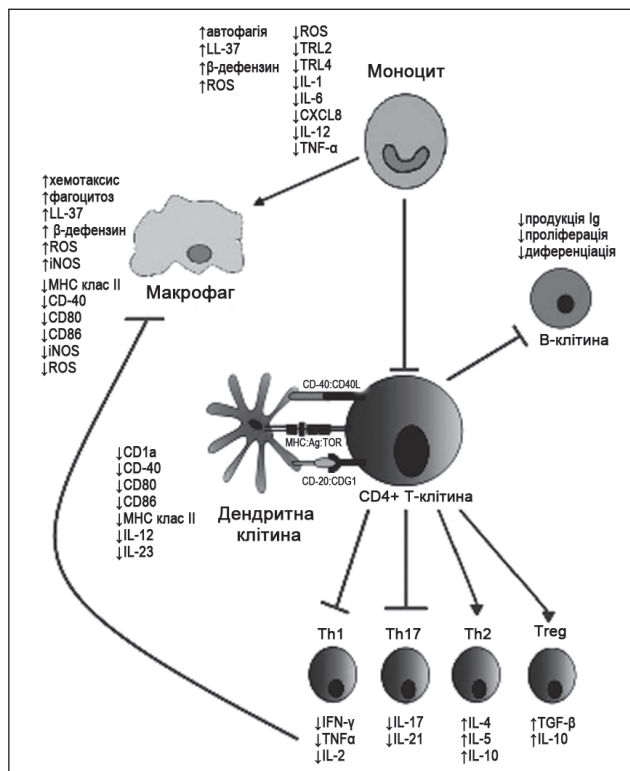 ↑автофагія
↑LL-37
↑β-дефензин
↑ROS
↓ROS
↓TRL2
↓TRL4
↓IL-1
↓IL-6
↓CXCL8
↓IL-12
↓TNF-α
Моноцит
↑хемотаксис
↑фагоцитоз
↑LL-37
↑ β-дефензин
↑ROS
↑iNOS
↓MHC клас II
↓CD-40
↓CD80
↓CD86
↓iNOS
↓ROS
Макрофаг
↓продукція Ig
↓проліферація
↓диференціація
В-клітина
CD-40:CD40L
MHC:Ag:TOR
CD-20:CDG1
CD4+ Т-клітина
↓CD1a
↓CD-40
↓CD80
↓CD86
↓MHC клас II
↓IL-12
↓IL-23
Дендритна
клітина
Th1
Th17
Th2
Treg
↓IFN-γ
↓TNFα
↓IL-2
↓IL-17
↓IL-21
↑IL-4
↑IL-5
↑IL-10
↑TGF-β
↑IL-10